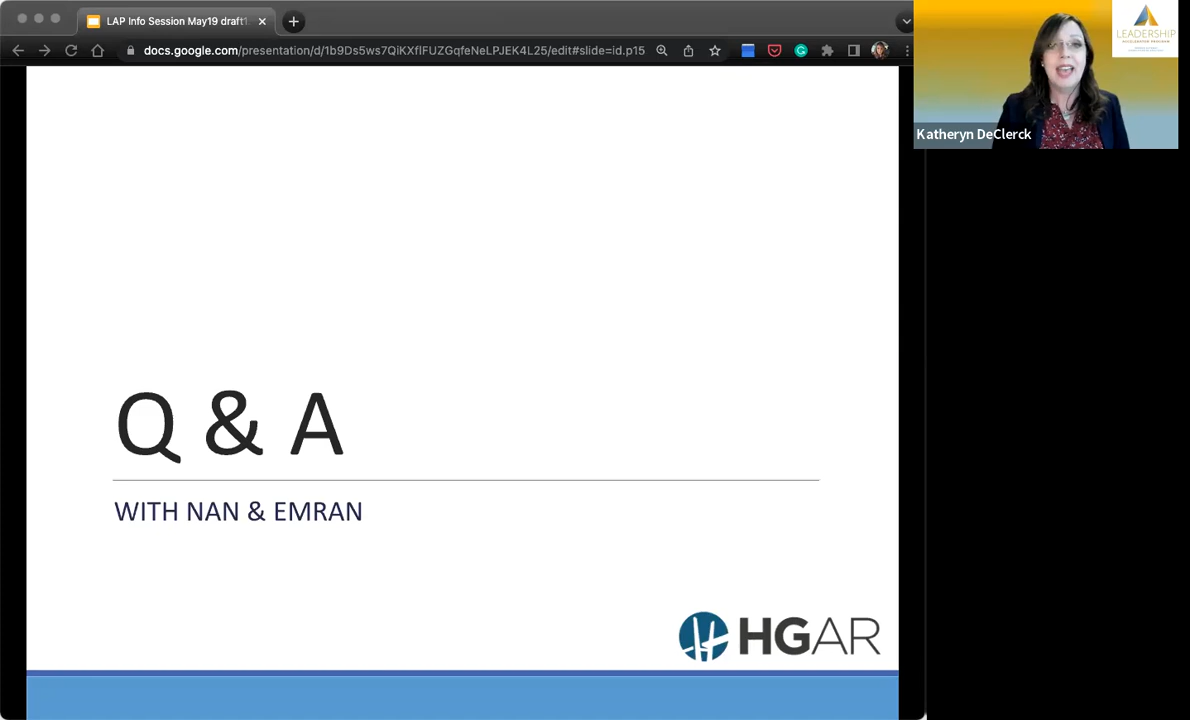 LAP Info Session May19 draft1
docs.google.com/presentation/d/1b9Ds5ws7QiKXfIFUZGqfeNeLPJEK4L25/edit#slide=id.p15
LEADERSHIP
Katheryn DeClerck
Q & A
WITH NAN & EMRAN
HGAR